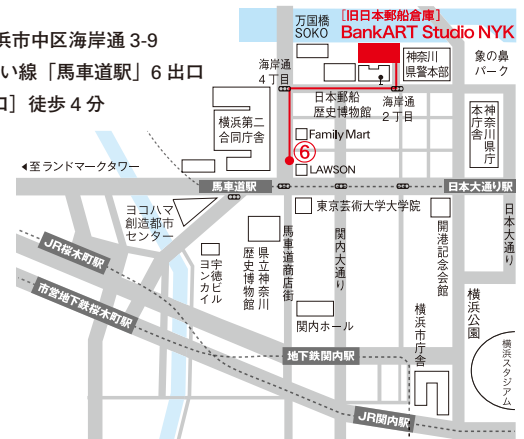 万国橋
SOKO
[旧日本郵船倉庫]
BankART Studio NYK
浜市中区海岸通3-9
い線「馬車道駅」6出口
口］徒歩4分
海岸通
4丁目
神奈川
県警本部
象の鼻
パーク
日本郵船
歴史博物館
海岸通
2丁目
横浜第二
合同庁舎
FamilyMart
⑥
LAWSON
神奈川県庁
本庁舎
◀至ランドマークタワー
馬車道駅
日本大通り駅
ヨコハマ
創造都市
センター
東京芸術大学大学院
馬車道商店街
関内大通り
開港記念会館
日本大通り
JR桜木町駅
宇徳ビル
ヨンカイ
県立神奈川
歴史博物館
市営地下鉄桜木町駅
関内ホール
横浜市庁舎
横浜公園
横浜スタジアム
地下鉄関内駅
JR関内駅